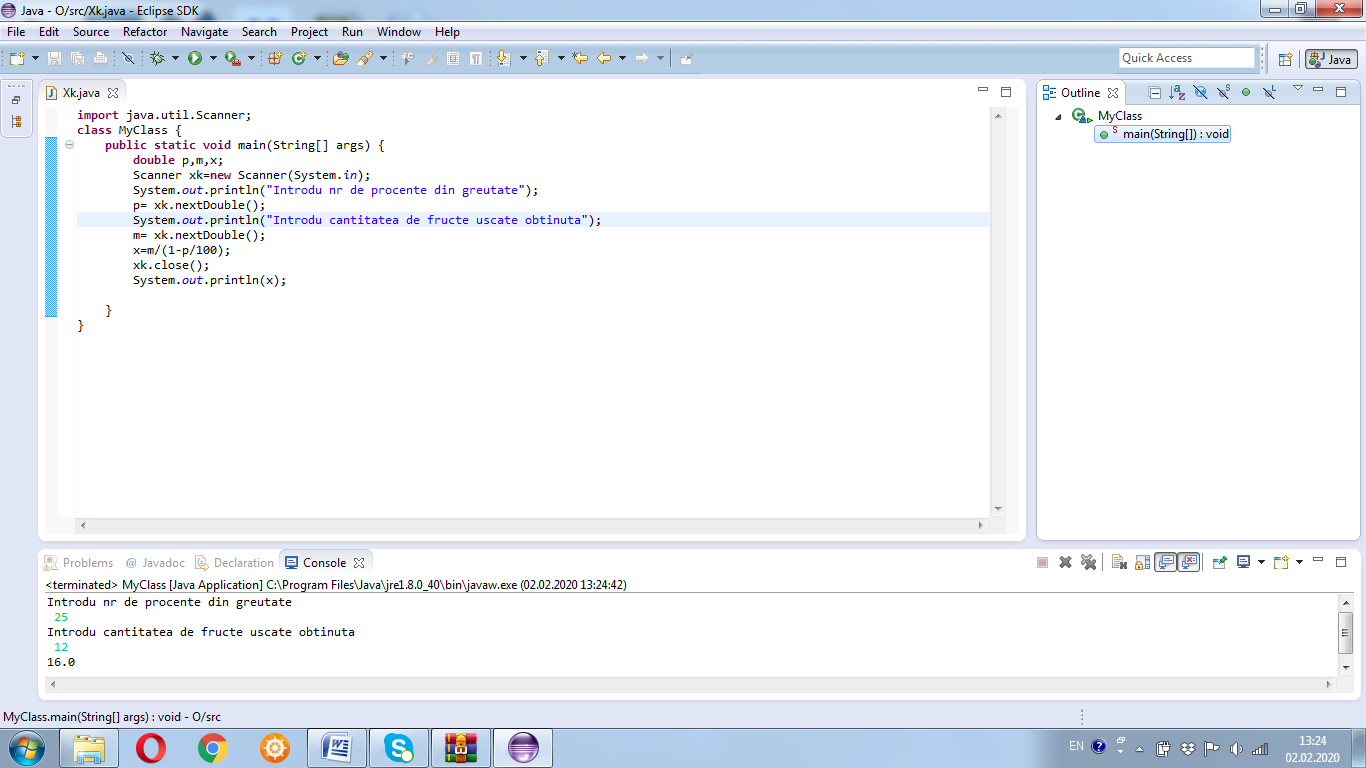 Java - O/src/Xk.java - Eclipse SDK
File Edit Source Refactor Navigate Search Project Run Window Help
Quick Access
Java
Xk.java
import java.util.Scanner;
class MyClass {
    public static void main(String[] args) {
        double p,m,x;
        Scanner xk=new Scanner(System.in);
        System.out.println("Introdu nr de procente din greutate");
        p= xk.nextDouble();
        System.out.println("Introdu cantitatea de fructe uscate obtinuta");
        m= xk.nextDouble();
        x=m/(1-p/100);
        xk.close();
        System.out.println(x);
    }
}
Outline
MyClass
main(String[]) : void
Problems @ Javadoc Declaration Console
<terminated> MyClass [Java Application] C:\Program Files\Java\jre1.8.0_40\bin\javaw.exe (02.02.2020 13:24:42)
Introdu nr de procente din greutate
25
Introdu cantitatea de fructe uscate obtinuta
12
16.0
MyClass.main(String[] args) : void - O/src
EN
13:24
02.02.2020